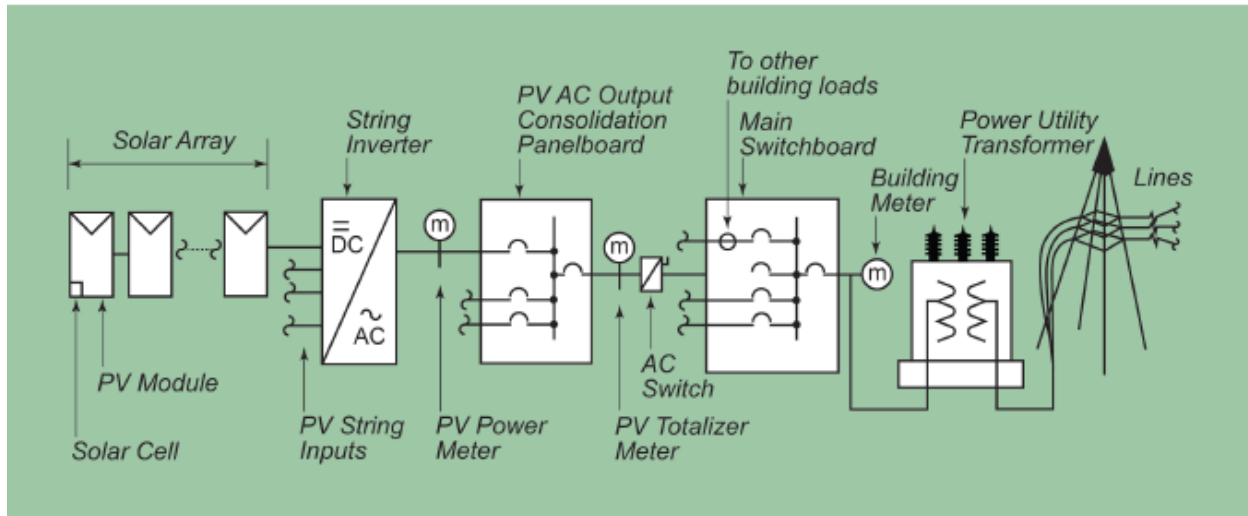 To other
building loads
PV AC Output
Consolidation
Panelboard
String
Inverter
Main
Switchboard
Power Utility
Transformer
Solar Array
Building
Meter
Lines
DC
AC
m
m
m
PV Module
Solar Cell
PV String
Inputs
PV Power
Meter
AC
Switch
PV Totalizer
Meter